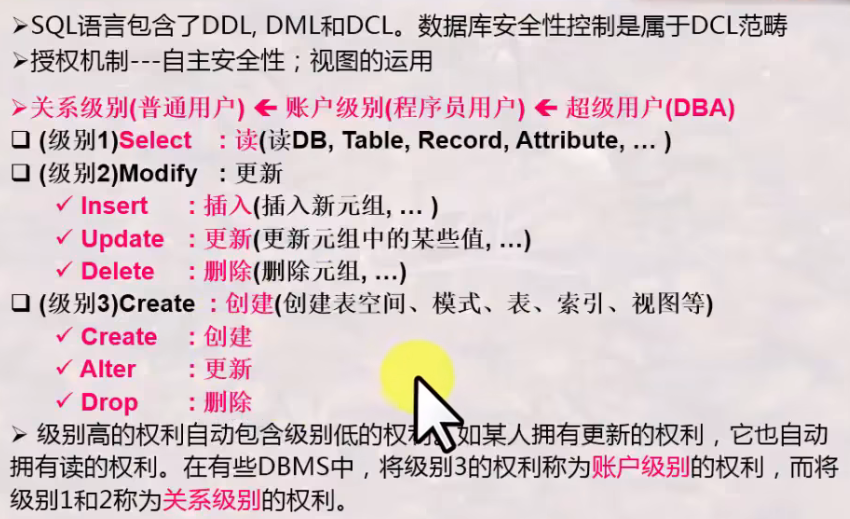 ➢SQL语言包含了DDL, DML和DCL。数据库安全性控制是属于DCL范畴
➢授权机制---自主安全性；视图的运用
➢关系级别(普通用户) ← 账户级别(程序员用户) ← 超级用户(DBA)
❑ (级别1)Select : 读(读DB, Table, Record, Attribute, … )
❑ (级别2)Modify : 更新
✓ Insert : 插入(插入新元组, … )
✓ Update : 更新(更新元组中的某些值, …)
✓ Delete : 删除(删除元组, …)
❑ (级别3)Create : 创建(创建表空间、模式、表、索引、视图等)
✓ Create : 创建
✓ Alter : 更新
✓ Drop : 删除
➢ 级别高的权利自动包含级别低的权利 如某人拥有更新的权利，它也自动
拥有读的权利。在有些DBMS中，将级别3的权利称为账户级别的权利，而将
级别1和2称为关系级别的权利。